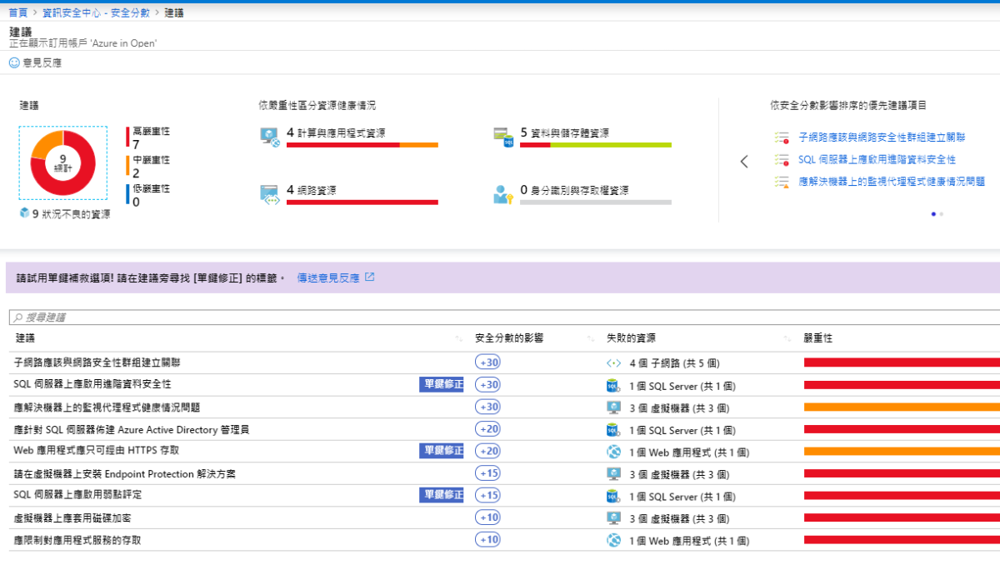 首頁 > 資訊安全中心 - 安全分數 > 建議
建議
正在顯示訂用帳戶 'Azure in Open'
意見反應
建議
9
總計
高嚴重性
7
中嚴重性
2
低嚴重性
0
9 狀況不良的資源
依嚴重性區分資源健康情況
4 計算與應用程式資源
5 資料與儲存體資源
4 網路資源
0 身分識別與存取權資源
依安全分數影響排序的優先建議項目
子網路應該與網路安全性群組建立關聯
SQL 伺服器上應啟用進階資料安全性
應解決機器上的監視代理程式健康情況問題
請試用單鍵補救選項! 請在建議旁尋找 [單鍵修正] 的標籤。 傳送意見反應
搜尋建議
建議 安全分數的影響 失敗的資源 嚴重性
子網路應該與網路安全性群組建立關聯 +30 4 個 子網路 (共 5 個)
SQL 伺服器上應啟用進階資料安全性 單鍵修正 +30 1 個 SQL Server (共 1 個)
應解決機器上的監視代理程式健康情況問題 +30 3 個 虛擬機器 (共 3 個)
應針對 SQL 伺服器佈建 Azure Active Directory 管理員 +20 1 個 SQL Server (共 1 個)
Web 應用程式應只可經由 HTTPS 存取 單鍵修正 +20 1 個 Web 應用程式 (共 1 個)
請在虛擬機器上安裝 Endpoint Protection 解決方案 +15 3 個 虛擬機器 (共 3 個)
SQL 伺服器上應啟用弱點評定 單鍵修正 +15 1 個 SQL Server (共 1 個)
虛擬機器上應套用磁碟加密 +10 3 個 虛擬機器 (共 3 個)
應限制對應用程式服務的存取 +10 1 個 Web 應用程式 (共 1 個)